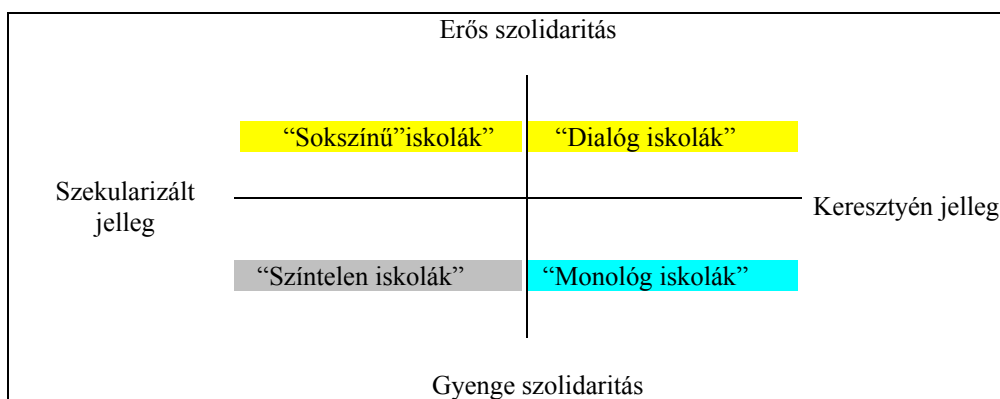 Erős szolidaritás
“Sokszínű”iskolák”
“Dialóg iskolák”
Szekularizált
jelleg
Keresztyén jelleg
“Színtelen iskolák”
“Monológ iskolák”
Gyenge szolidaritás